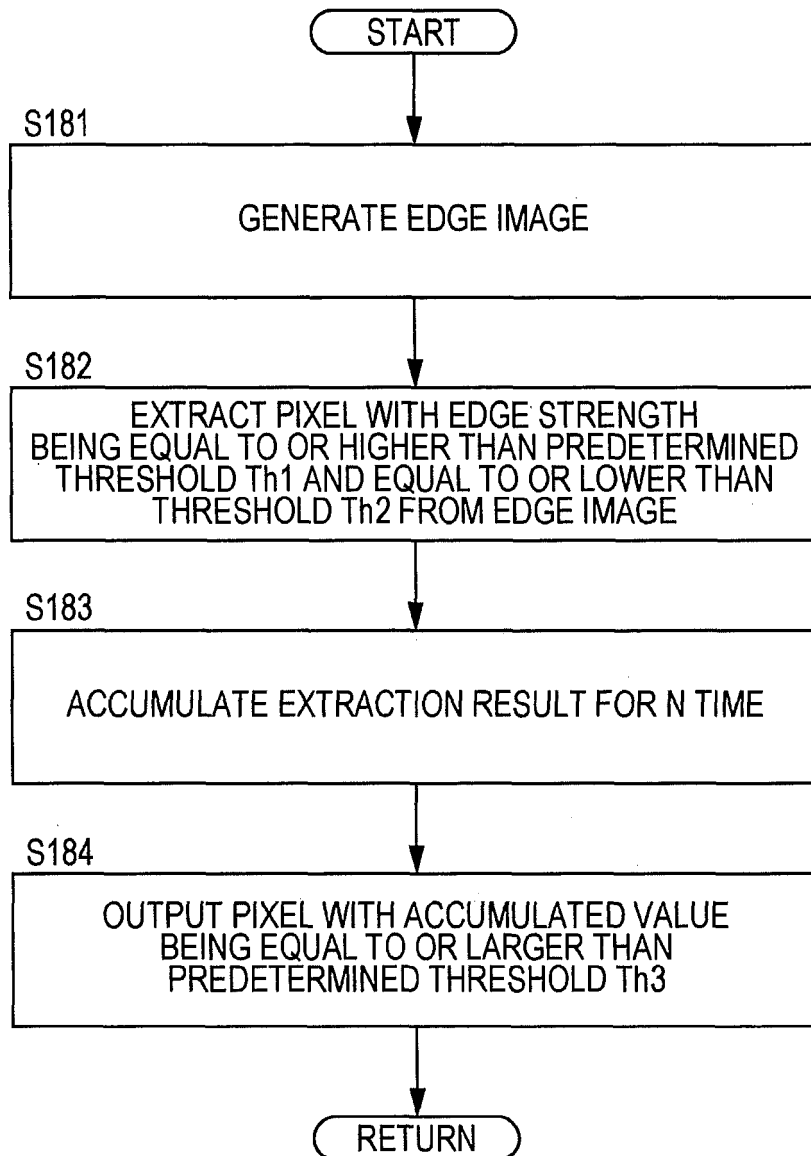 START
S181
GENERATE EDGE IMAGE
S182
EXTRACT PIXEL WITH EDGE STRENGTH
BEING EQUAL TO OR HIGHER THAN PREDETERMINED
THRESHOLD Th1 AND EQUAL TO OR LOWER THAN
THRESHOLD Th2 FROM EDGE IMAGE
S183
ACCUMULATE EXTRACTION RESULT FOR N TIME
S184
OUTPUT PIXEL WITH ACCUMULATED VALUE
BEING EQUAL TO OR LARGER THAN
PREDETERMINED THRESHOLD Th3
RETURN